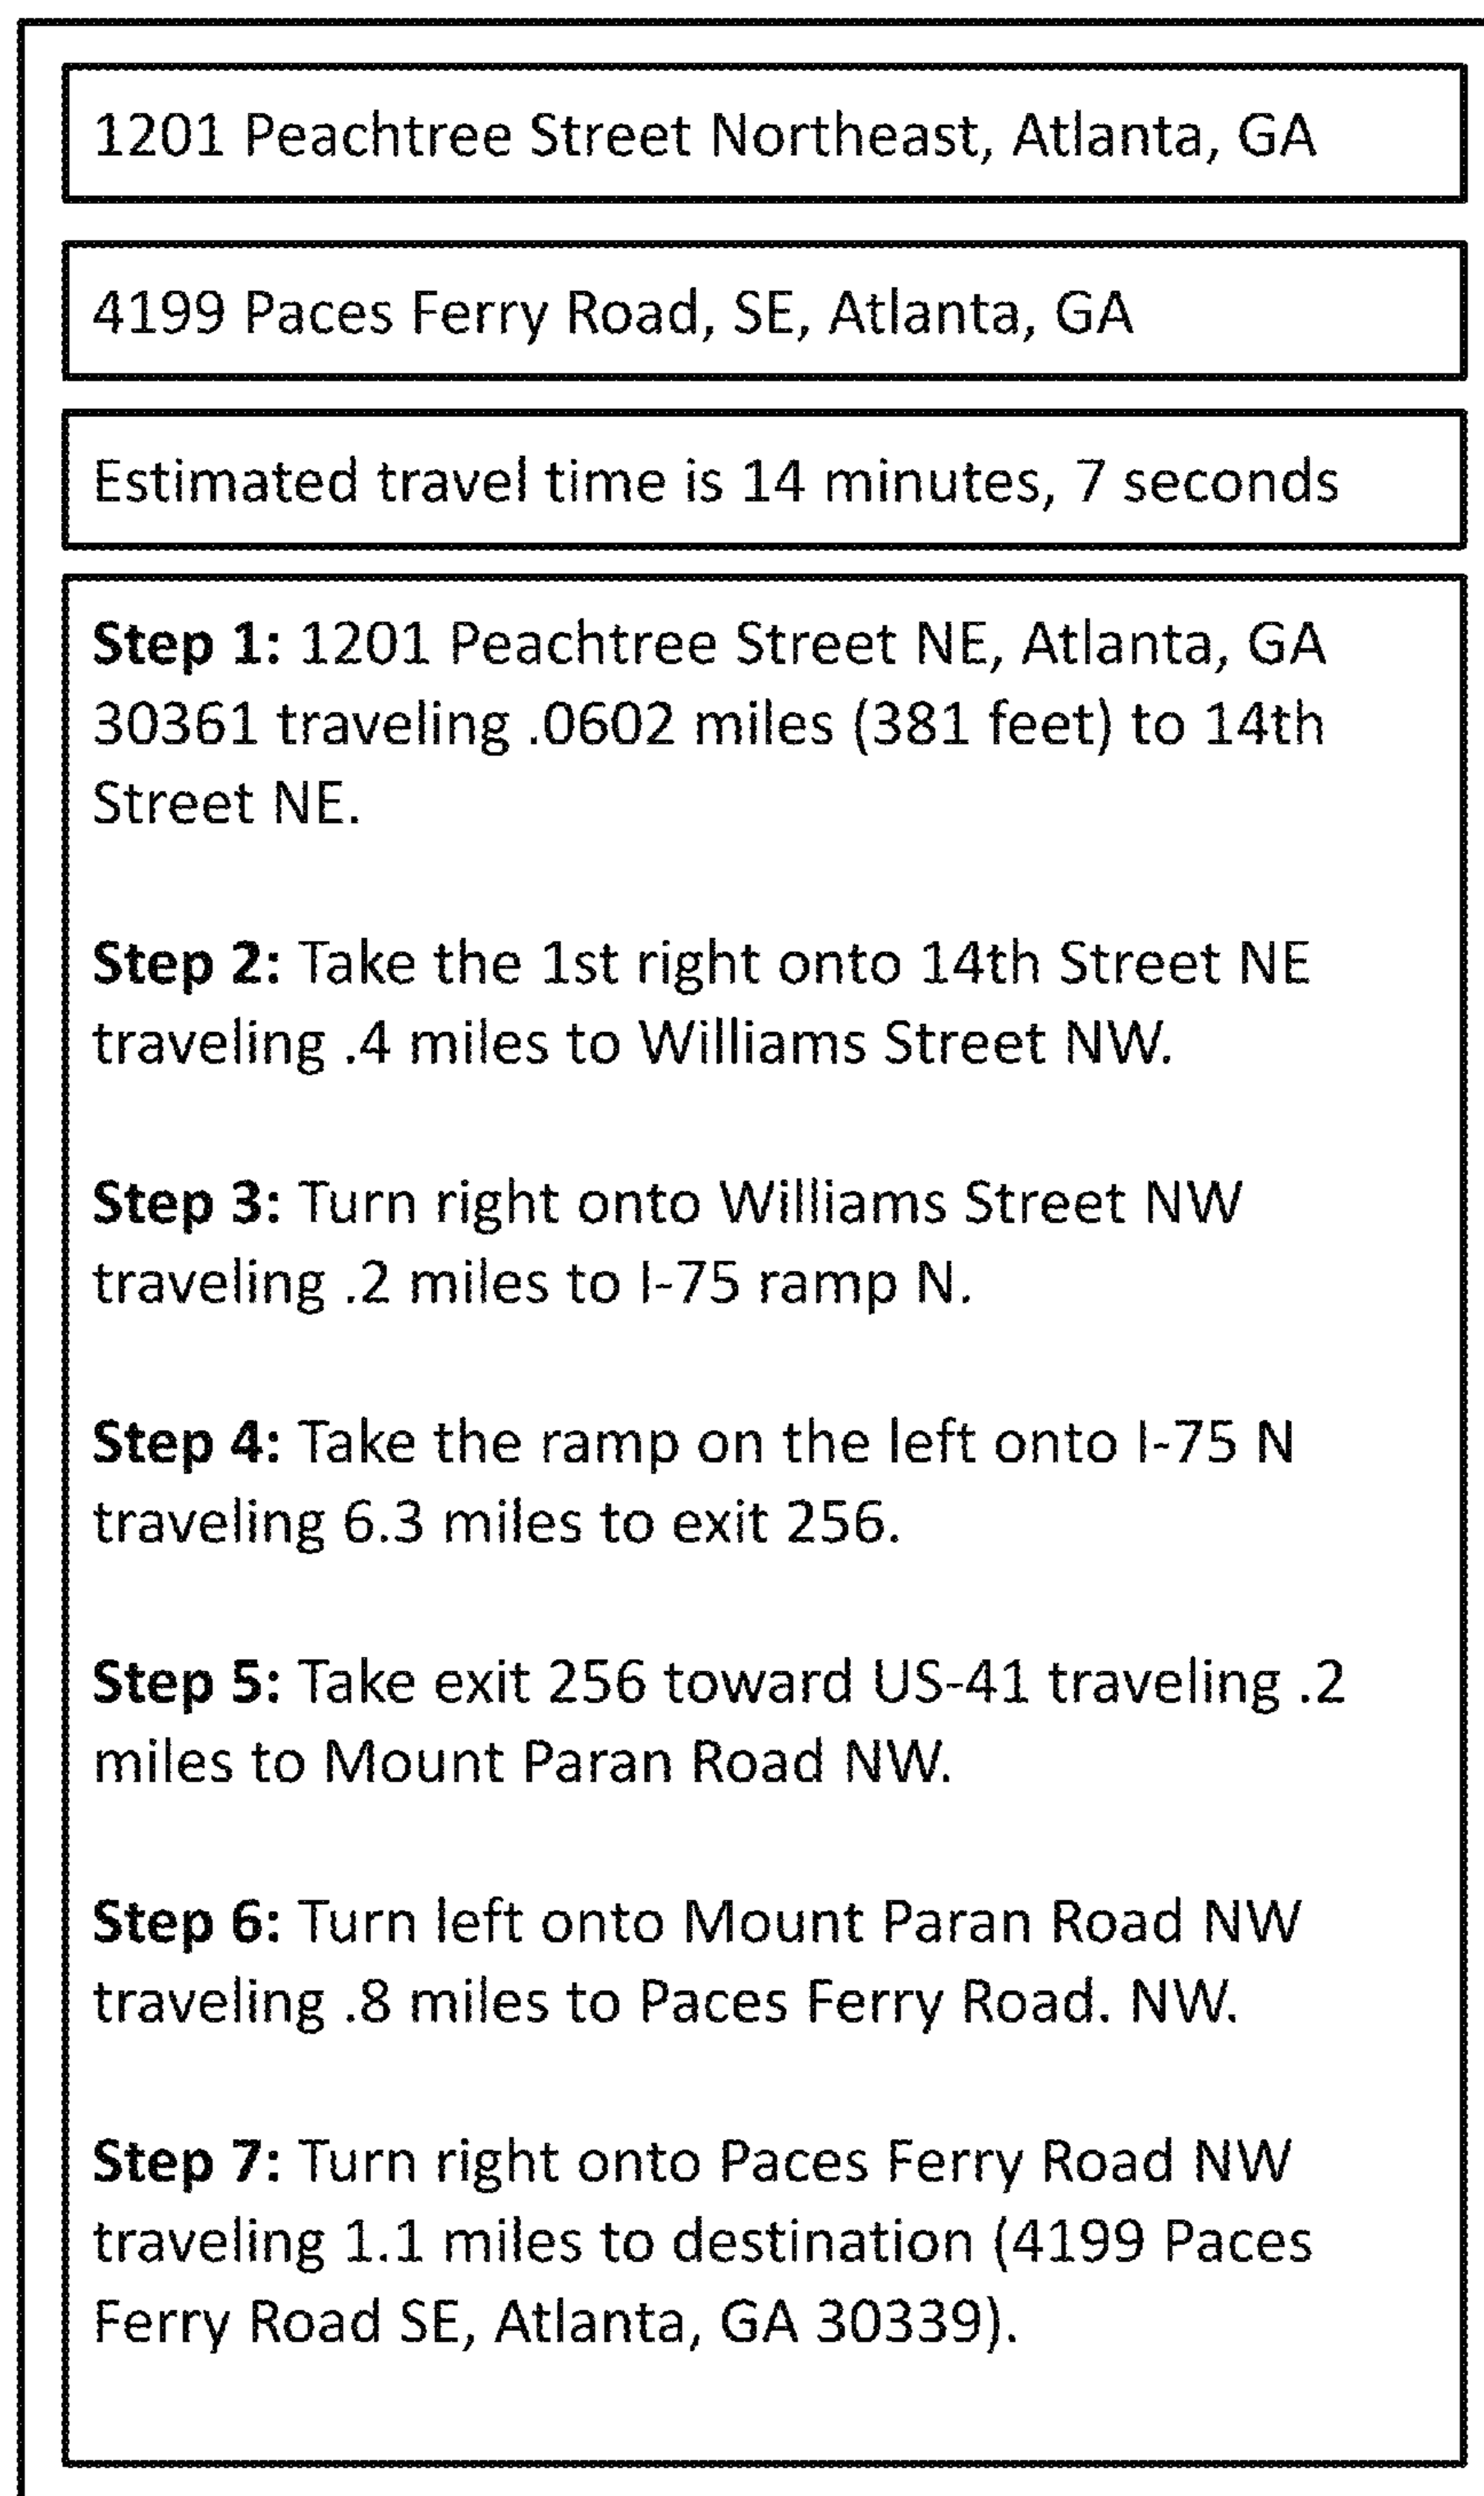 1201 Peachtree Street Northeast, Atlanta, GA
4199 Paces Ferry Road, SE, Atlanta, GA
Estimated travel time is 14 minutes, 7 seconds
Step 1: 1201 Peachtree Street NE, Atlanta, GA
30361 traveling .0602 miles (381 feet) to 14th
Street NE.
Step 2: Take the 1st right onto 14th Street NE
traveling .4 miles to Williams Street NW.
Step 3: Turn right onto Williams Street NW
traveling .2 miles to I-75 ramp N.
Step 4: Take the ramp on the left onto I-75 N
traveling 6.3 miles to exit 256.
Step 5: Take exit 256 toward US-41 traveling .2
miles to Mount Paran Road NW.
Step 6: Turn left onto Mount Paran Road NW
traveling .8 miles to Paces Ferry Road. NW.
Step 7: Turn right onto Paces Ferry Road NW
traveling 1.1 miles to destination (4199 Paces
Ferry Road SE, Atlanta, GA 30339).